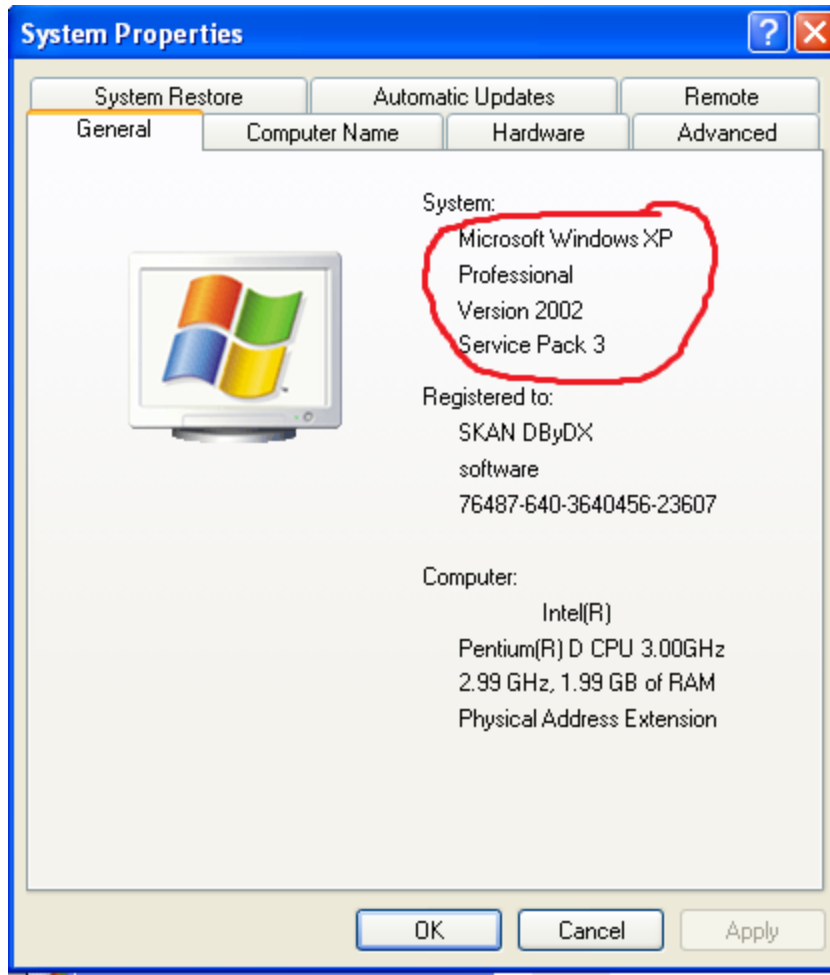 System Properties
System Restore Automatic Updates Remote
General Computer Name Hardware Advanced
System:
Microsoft Windows XP
Professional
Version 2002
Service Pack 3
Registered to:
SKAN DByDX
software
76487-640-3640456-23607
Computer:
Intel(R)
Pentium(R) D CPU 3.00GHz
2.99 GHz, 1.99 GB of RAM
Physical Address Extension
OK Cancel Apply